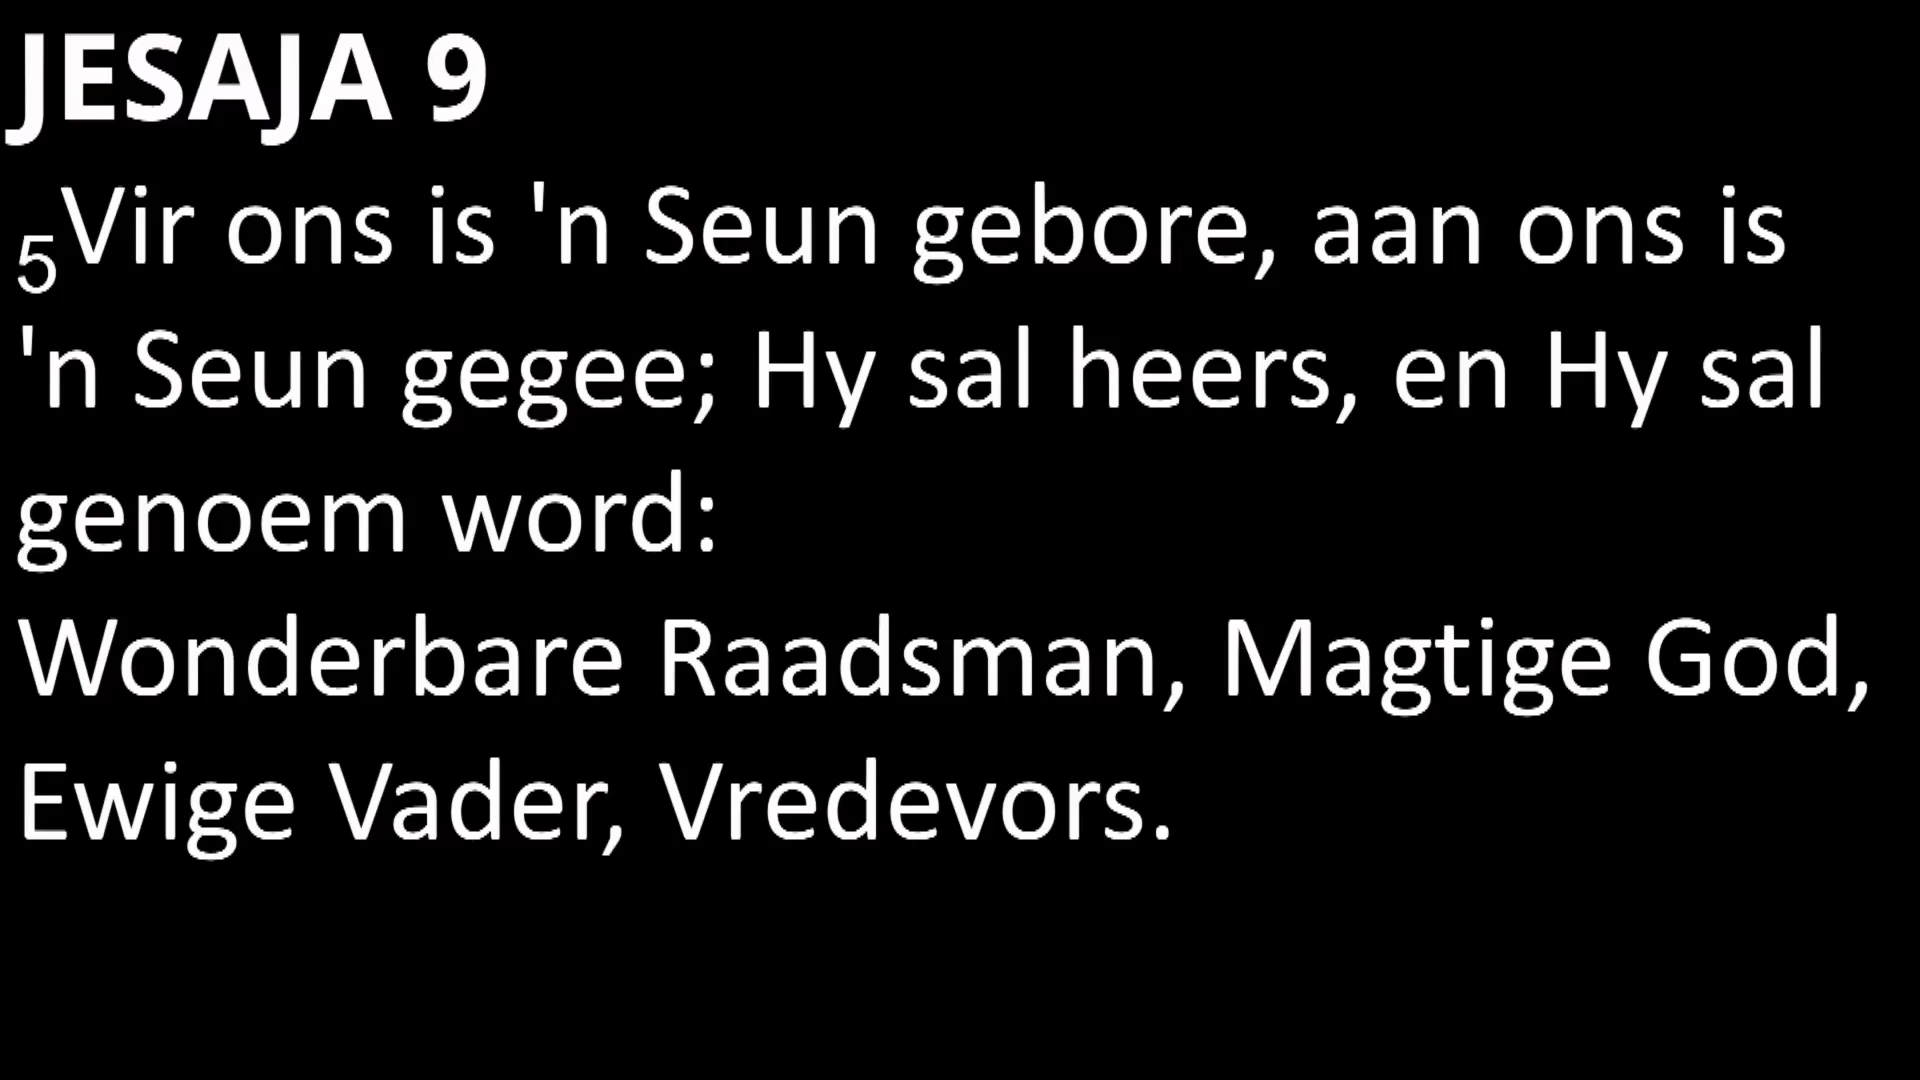 JESAJA 9
5Vir ons is 'n Seun gebore, aan ons is
'n Seun gegee; Hy sal heers, en Hy sal
genoem word:
Wonderbare Raadsman, Magtige God,
Ewige Vader, Vredevors.